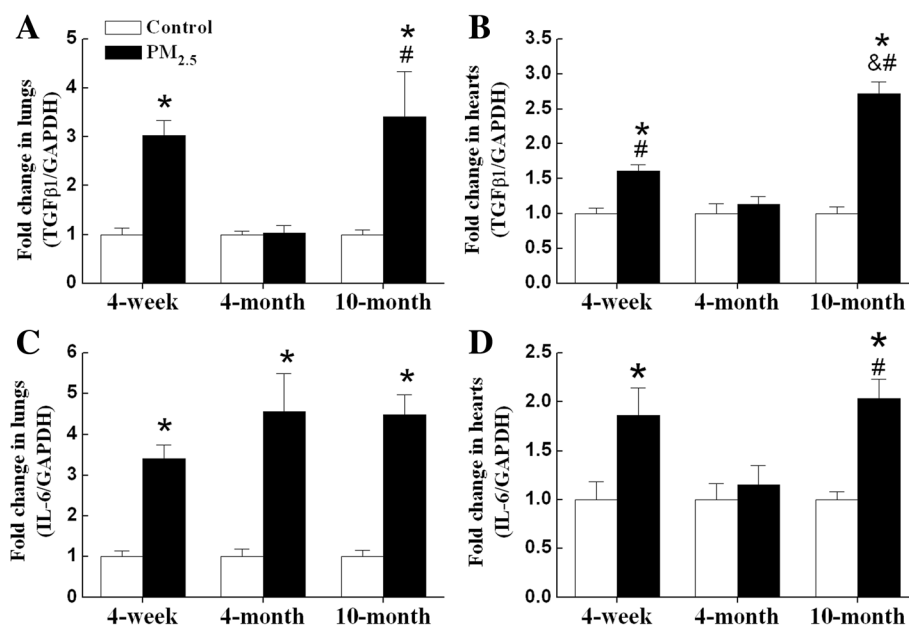 A
Control
PM2.5
Fold change in lungs
(TGFβ1/GAPDH)
5
4
3
2
1
0
*
*
#
4-week 4-month 10-month
B
Fold change in hearts
(TGFβ1/GAPDH)
3.5
3.0
2.5
2.0
1.5
1.0
0.5
0.0
*
#
*
&#
4-week 4-month 10-month
C
Fold change in lungs
(IL-6/GAPDH)
6
5
4
3
2
1
0
*
*
*
4-week 4-month 10-month
D
Fold change in hearts
(IL-6/GAPDH)
2.5
2.0
1.5
1.0
0.5
0.0
*
*
#
4-week 4-month 10-month